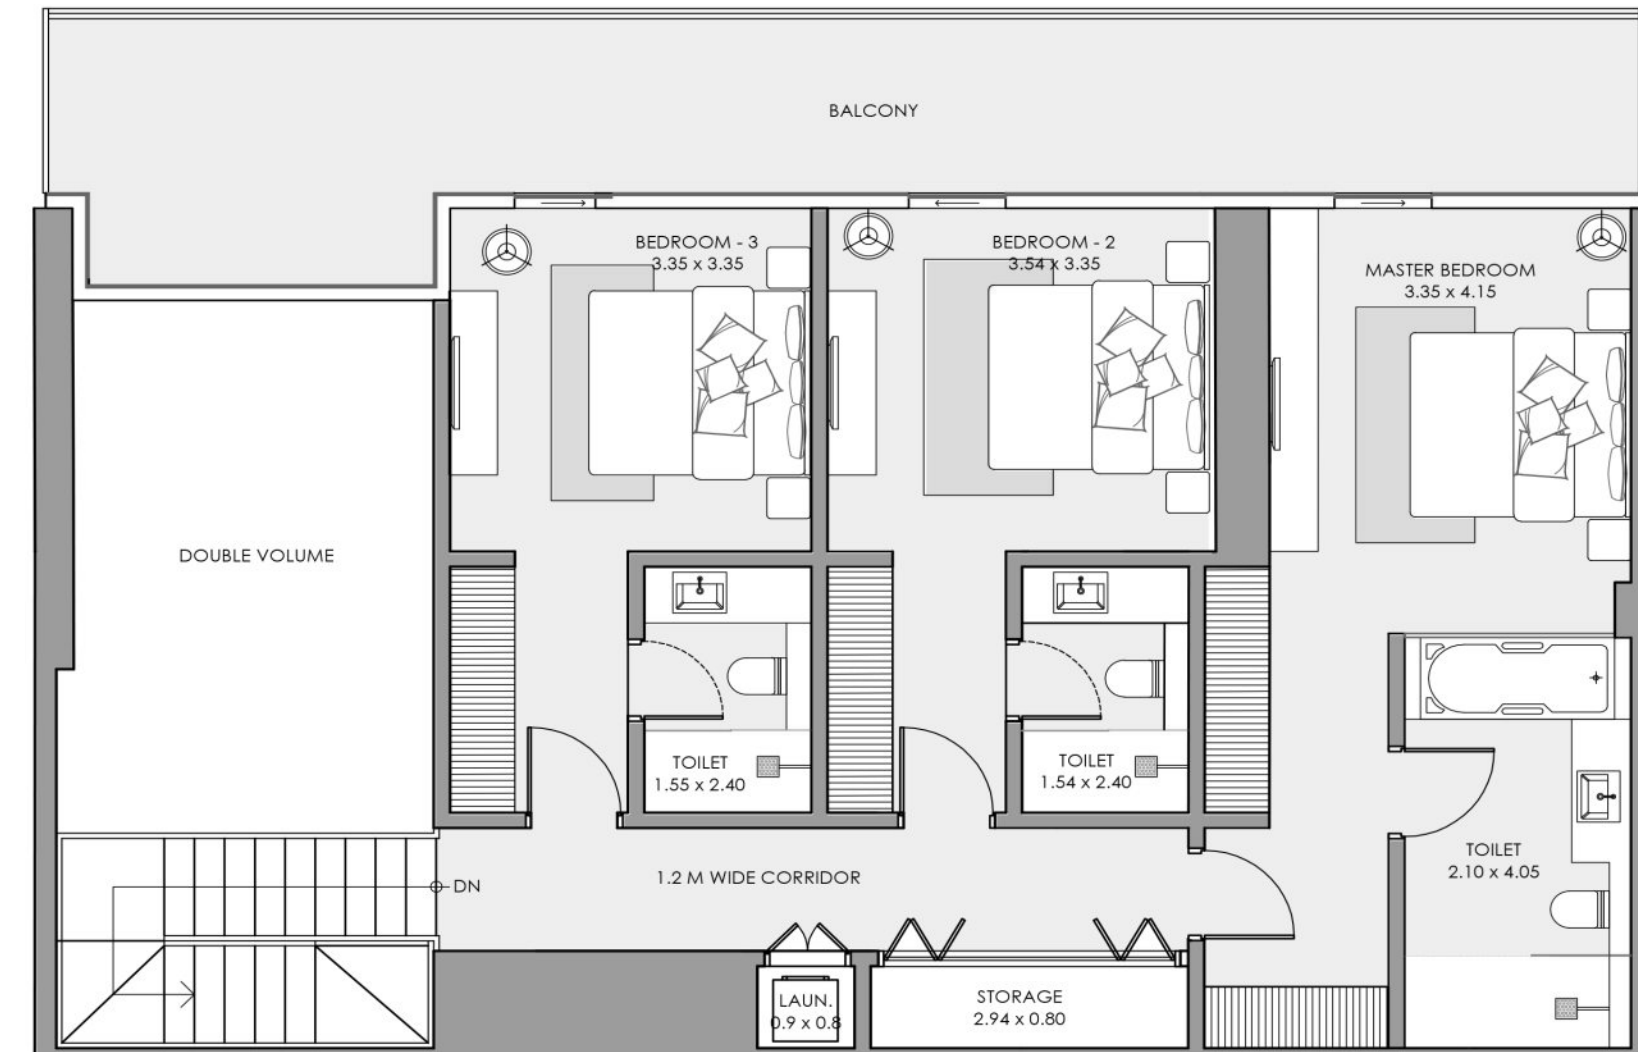 BALCONY
BEDROOM - 3
3.35 x 3.35
BEDROOM - 2
3.54 x 3.35
MASTER BEDROOM
3.35 x 4.15
DOUBLE VOLUME
TOILET
1.55 x 2.40
TOILET
1.54 x 2.40
TOILET
2.10 x 4.05
1.2 M WIDE CORRIDOR
DN
LAUN.
0.9 x 0.8
STORAGE
2.94 x 0.80